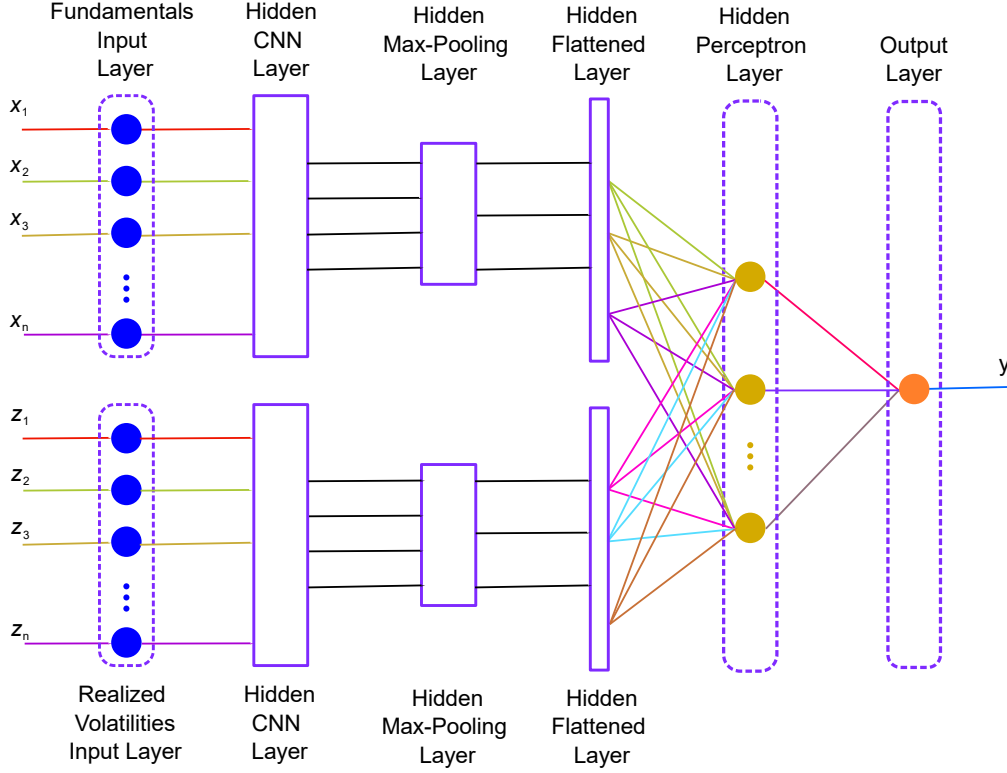 Fundamentals
Input
Layer
Hidden
CNN
Layer
Hidden
Max-Pooling
Layer
Hidden
Flattened
Layer
Hidden
Perceptron
Layer
Output
Layer
x₁
x₂
x₃
xₙ
y
z₁
z₂
z₃
zₙ
Realized
Volatilities
Input Layer
Hidden
CNN
Layer
Hidden
Max-Pooling
Layer
Hidden
Flattened
Layer